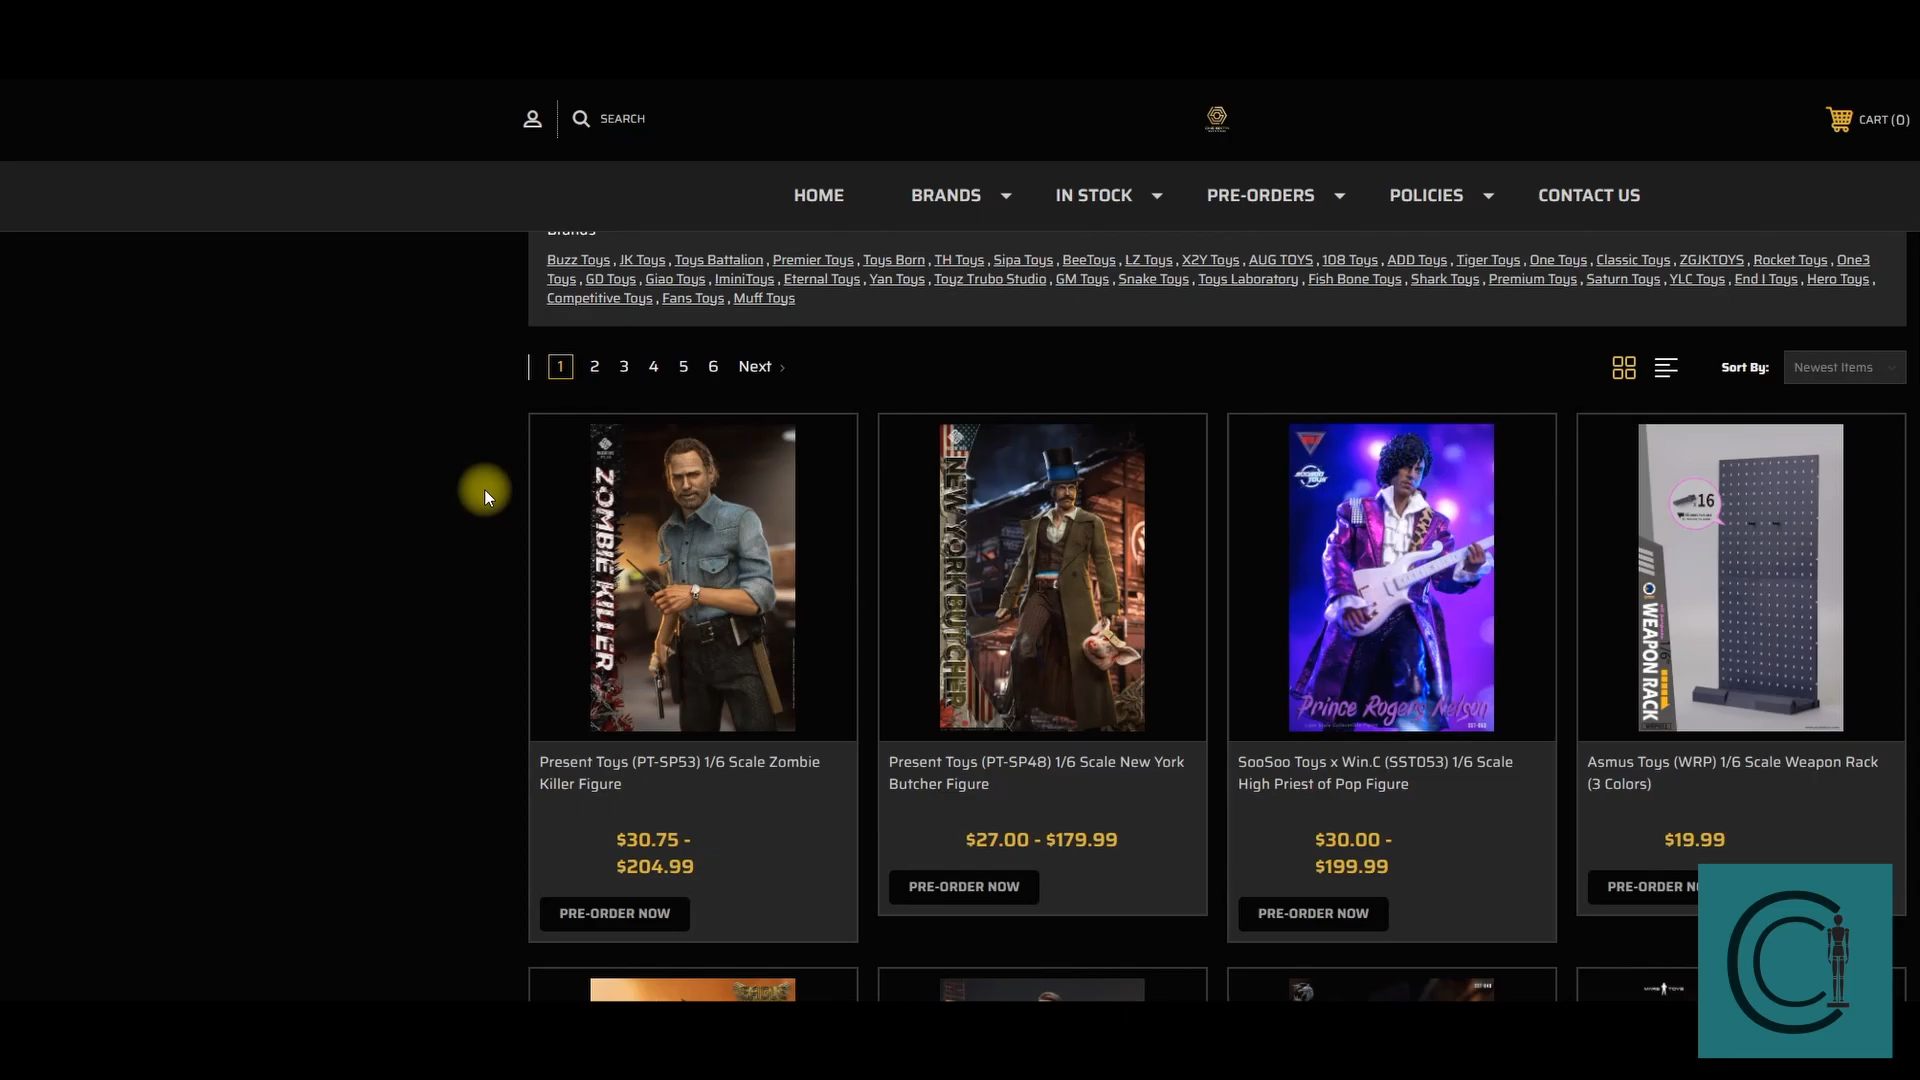 SEARCH
CART (0)
HOME
BRANDS
IN STOCK
PRE-ORDERS
POLICIES
CONTACT US
Brands
Buzz Toys , JK Toys , Toys Battalion , Premier Toys , Toys Born , TH Toys , Sipa Toys , BeeToys , LZ Toys , X2Y Toys , AUG TOYS , 108 Toys , ADD Toys , Tiger Toys , One Toys , Classic Toys , ZGJKTOYS , Rocket Toys , One3
Toys , GD Toys , Giao Toys , IminiToys , Eternal Toys , Yan Toys , Toyz Trubo Studio , GM Toys , Snake Toys , Toys Laboratory , Fish Bone Toys , Shark Toys , Premium Toys , Saturn Toys , YLC Toys , End I Toys , Hero Toys ,
Competitive Toys , Fans Toys , Muff Toys
1 2 3 4 5 6 Next ›
Sort By: Newest Items
ZOMBIE KILLER
NEW YORK BUTCHER
Prince Rogers Nelson
16
WEAPON RACK
Present Toys (PT-SP53) 1/6 Scale Zombie
Killer Figure
$30.75 -
$204.99
PRE-ORDER NOW
Present Toys (PT-SP48) 1/6 Scale New York
Butcher Figure
$27.00 - $179.99
PRE-ORDER NOW
SooSoo Toys x Win.C (SST053) 1/6 Scale
High Priest of Pop Figure
$30.00 -
$199.99
PRE-ORDER NOW
Asmus Toys (WRP) 1/6 Scale Weapon Rack
(3 Colors)
$19.99
PRE-ORDER NO